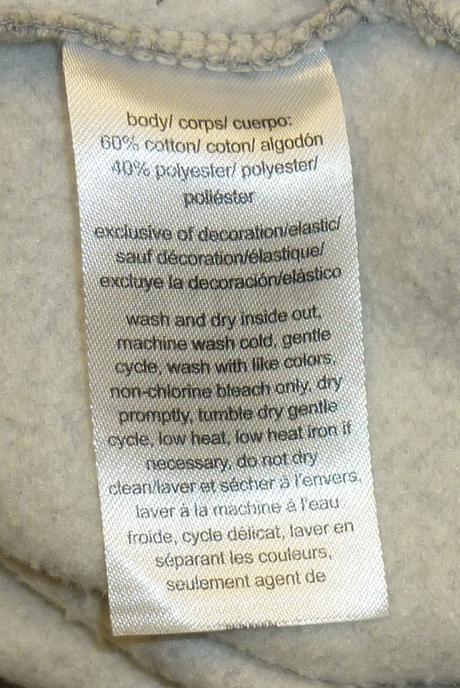 body/ corps/ cuerpo:
60% cotton/ coton/ algodón
40% polyester/ polyester/
poliéster
exclusive of decoration/elastic/
sauf décoration/élastique/
excluye la decoración/elástico
wash and dry inside out,
machine wash cold, gentle
cycle, wash with like colors,
non-chlorine bleach only, dry
promptly, tumble dry gentle
cycle, low heat, low heat iron if
necessary, do not dry
clean/laver et sécher à l'envers,
laver à la machine à l'eau
froide, cycle délicat, laver en
séparant les couleurs,
seulement agent de